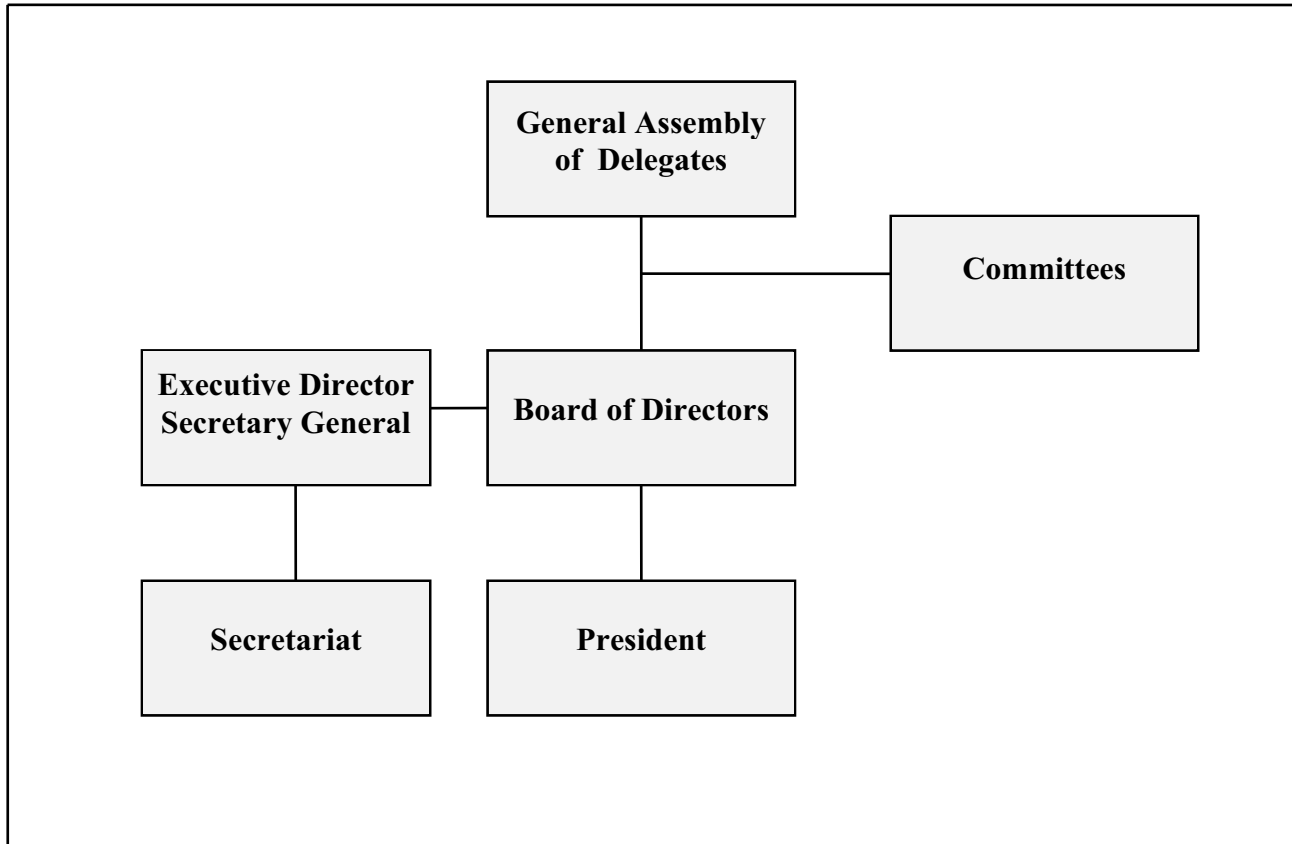 General Assembly
of Delegates
Committees
Executive Director
Secretary General
Board of Directors
Secretariat
President